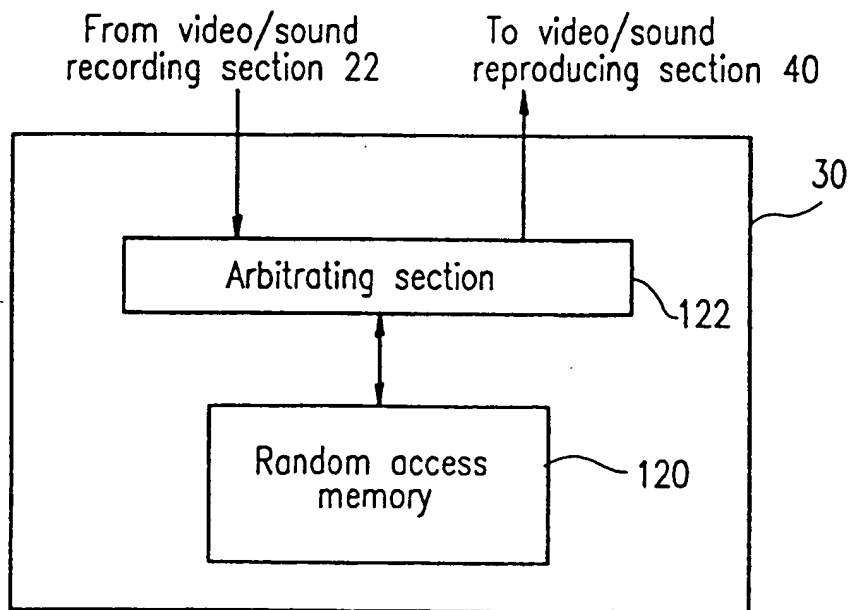 From video/sound
recording section 22
To video/sound
reproducing section 40
30
Arbitrating section
122
Random access
memory
120